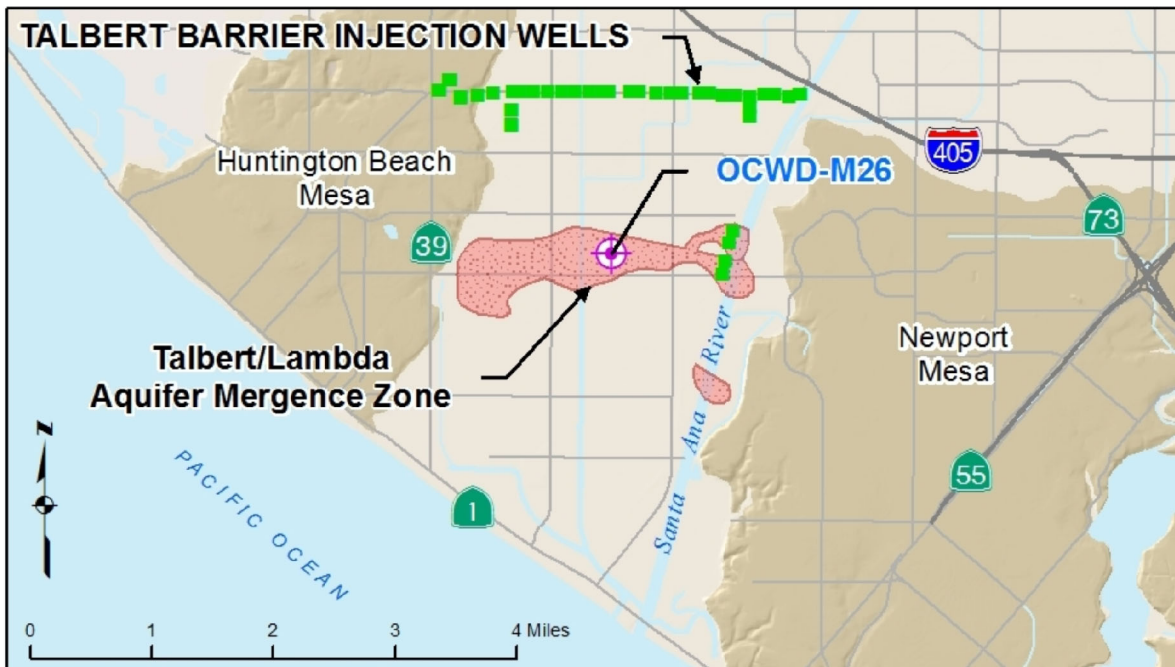 TALBERT BARRIER INJECTION WELLS
Huntington Beach
Mesa
OCWD-M26
405
39
73
Talbert/Lambda
Aquifer Mergence Zone
Newport
Mesa
Santa Ana River
N
PACIFIC OCEAN
55
1
0 1 2 3 4 Miles